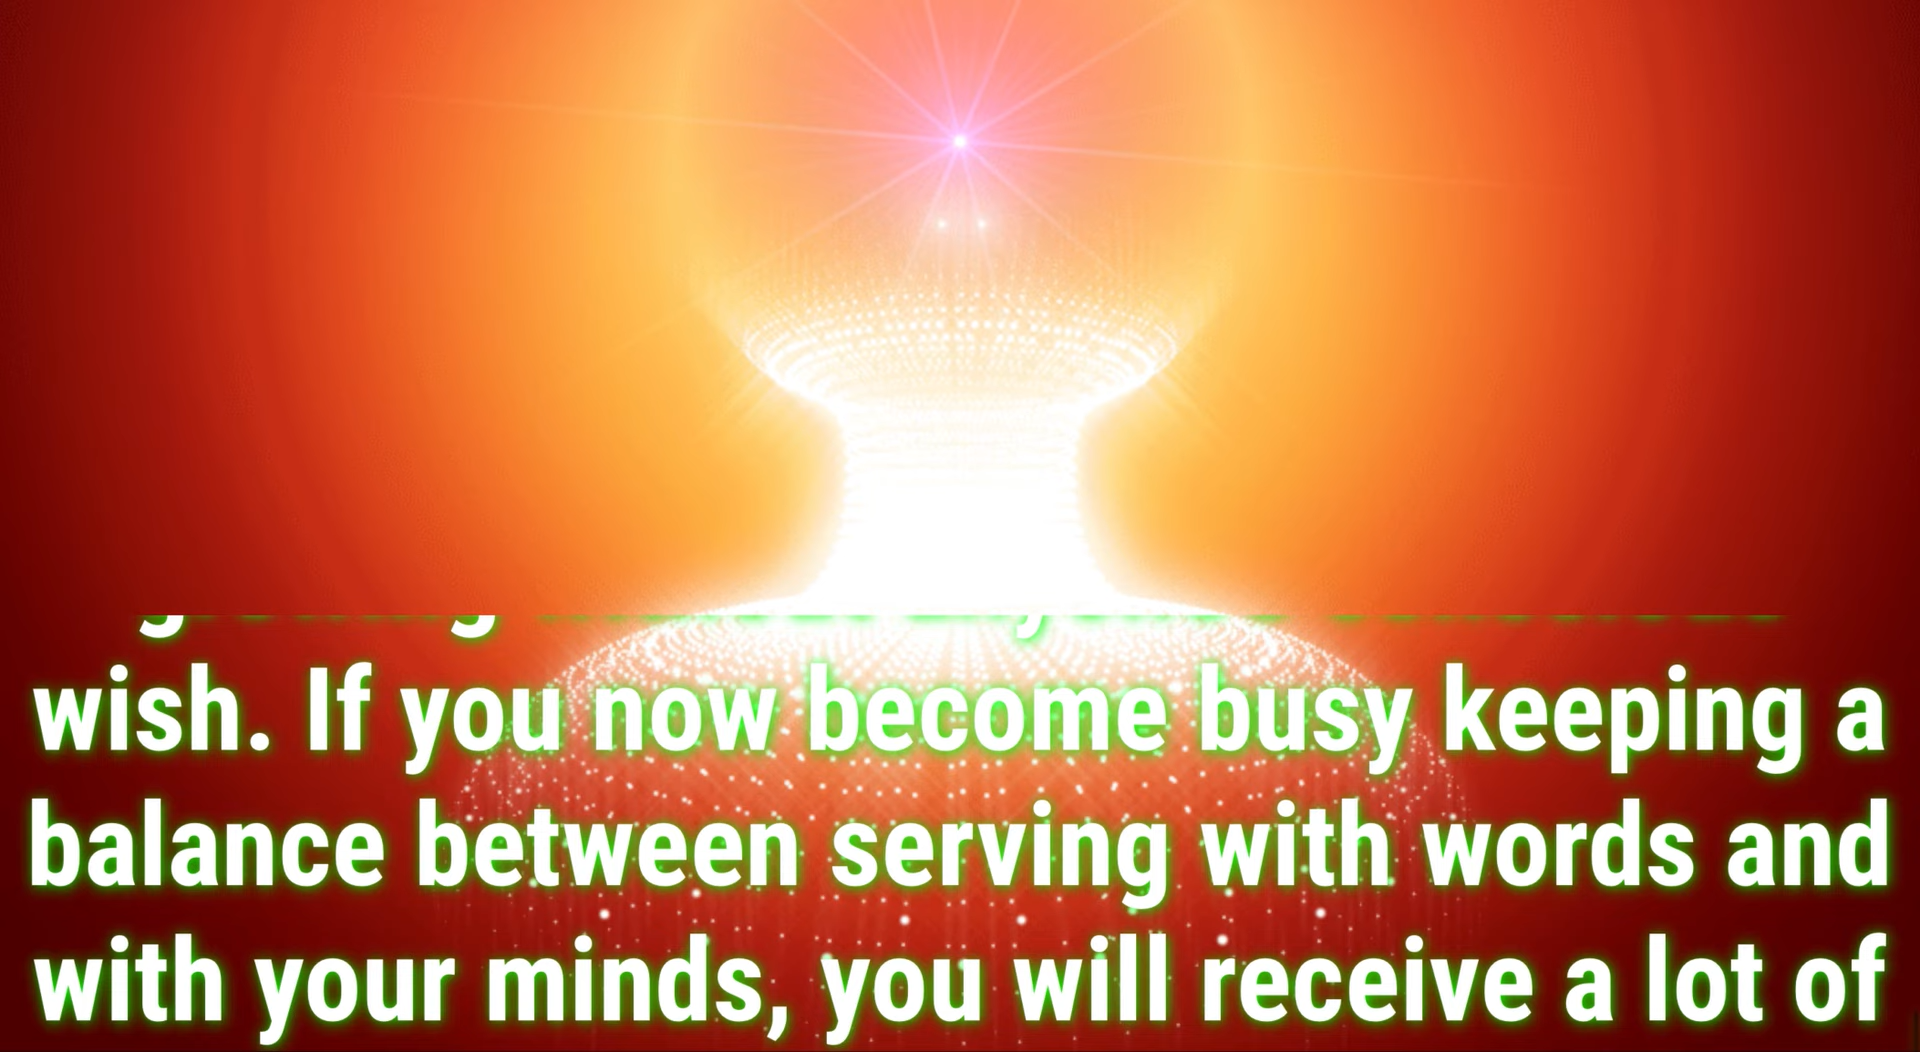 wish. If you now become busy keeping a
balance between serving with words and
with your minds, you will receive a lot of